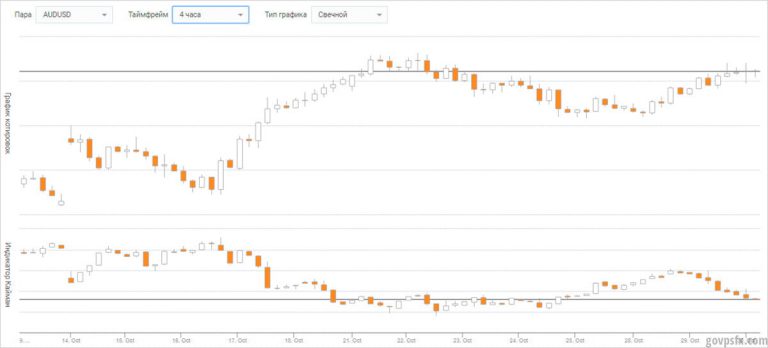 Пара AUDUSD Таймфрейм 4 часа Тип графика Свечной
График котировок
Индикатор Кайман
9. ... 14. Oct 15. Oct 16. Oct 17. Oct 18. Oct 21. Oct 22. Oct 23. Oct 24. Oct 25. Oct 28. Oct 29. Oct
govpsfx.com